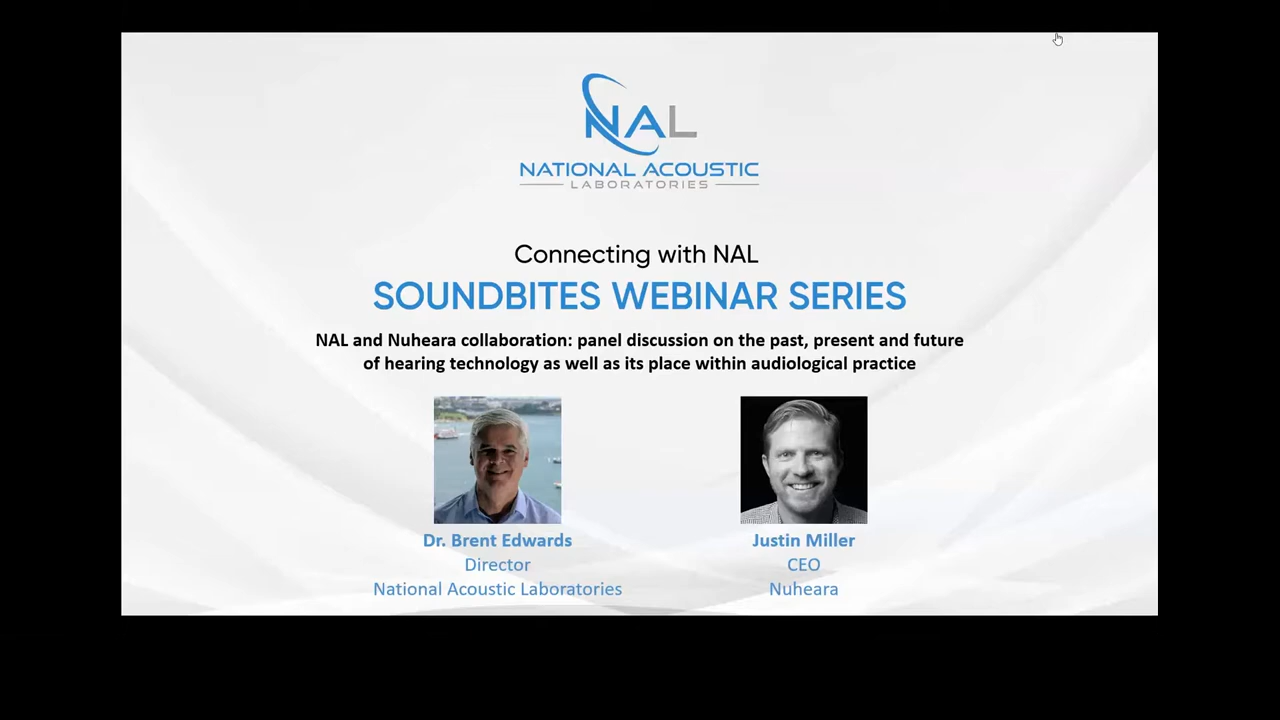 NAL
NATIONAL ACOUSTIC
LABORATORIES
Connecting with NAL
SOUNDBITES WEBINAR SERIES
NAL and Nuheara collaboration: panel discussion on the past, present and future
of hearing technology as well as its place within audiological practice
Dr. Brent Edwards
Director
National Acoustic Laboratories
Justin Miller
CEO
Nuheara